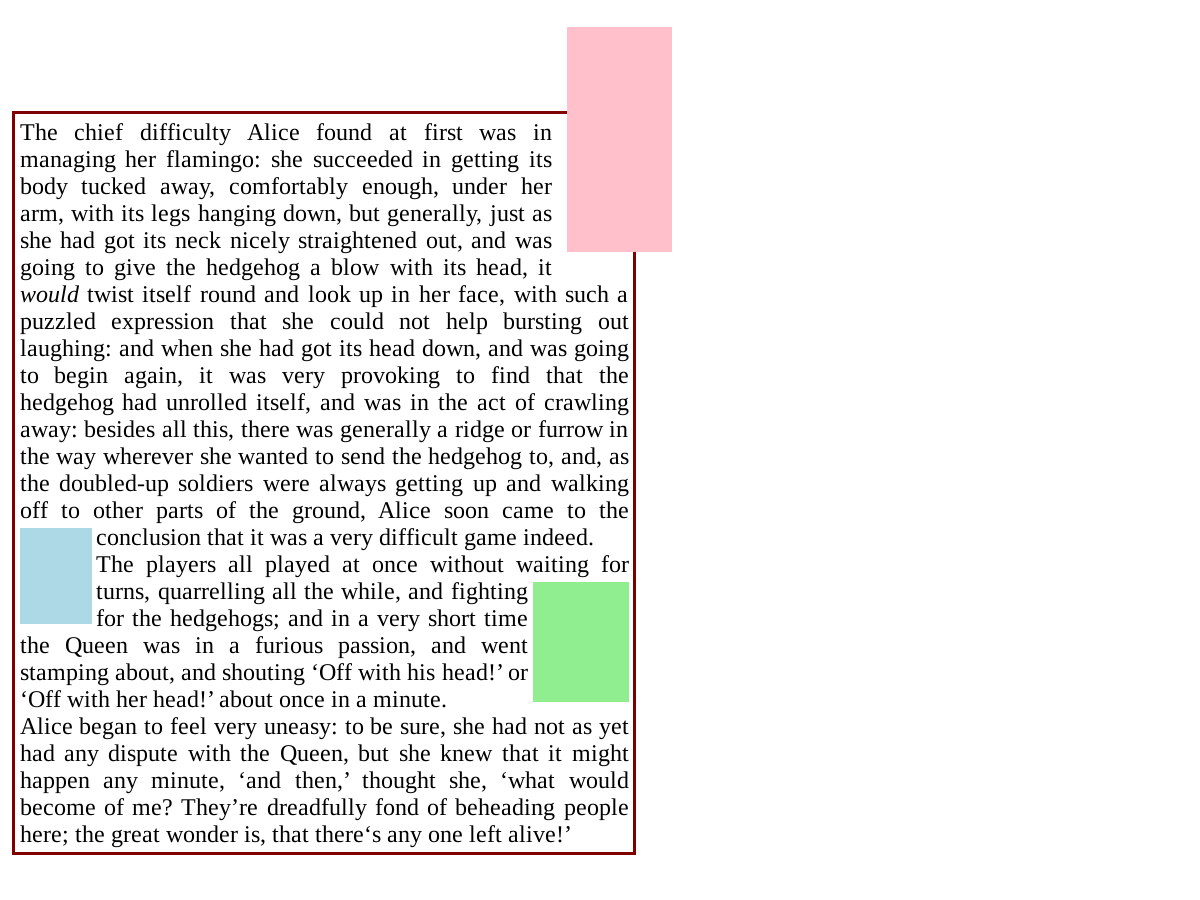 The chief difficulty Alice found at first was in
managing her flamingo: she succeeded in getting its
body tucked away, comfortably enough, under her
arm, with its legs hanging down, but generally, just as
she had got its neck nicely straightened out, and was
going to give the hedgehog a blow with its head, it
would twist itself round and look up in her face, with such a
puzzled expression that she could not help bursting out
laughing: and when she had got its head down, and was going
to begin again, it was very provoking to find that the
hedgehog had unrolled itself, and was in the act of crawling
away: besides all this, there was generally a ridge or furrow in
the way wherever she wanted to send the hedgehog to, and, as
the doubled-up soldiers were always getting up and walking
off to other parts of the ground, Alice soon came to the
conclusion that it was a very difficult game indeed.
The players all played at once without waiting for
turns, quarrelling all the while, and fighting
for the hedgehogs; and in a very short time
the Queen was in a furious passion, and went
stamping about, and shouting ‘Off with his head!’ or
‘Off with her head!’ about once in a minute.
Alice began to feel very uneasy: to be sure, she had not as yet
had any dispute with the Queen, but she knew that it might
happen any minute, ‘and then,’ thought she, ‘what would
become of me? They’re dreadfully fond of beheading people
here; the great wonder is, that there‘s any one left alive!’